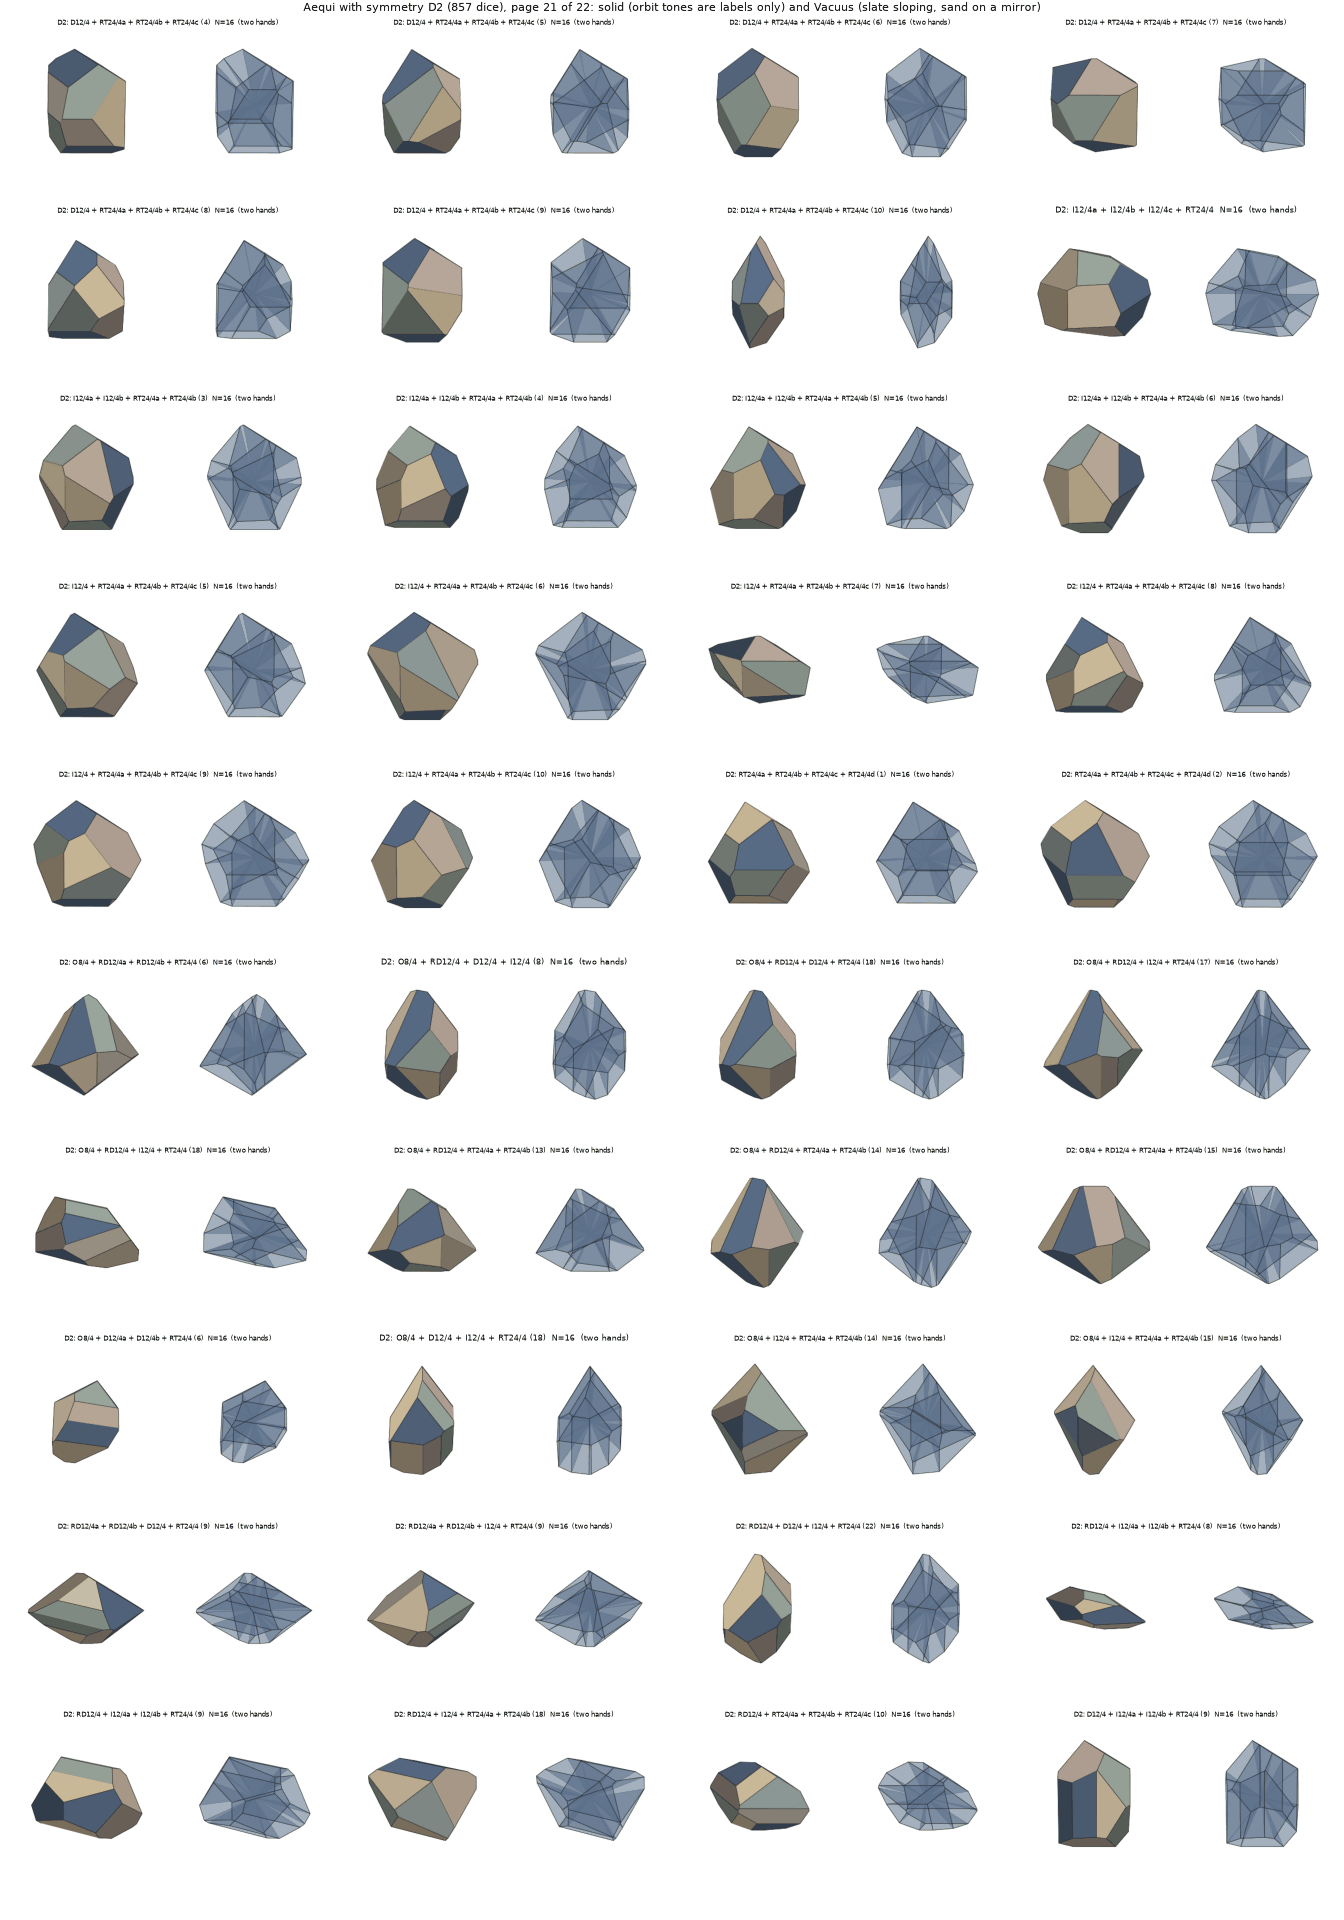 Aequi with symmetry D2 (857 dice), page 21 of 22: solid (orbit tones are labels only) and Vacuus (slate sloping, sand on a mirror)
D2: D12/4 + RT24/4a + RT24/4b + RT24/4c (4) N=16 (two hands)
D2: D12/4 + RT24/4a + RT24/4b + RT24/4c (5) N=16 (two hands)
D2: D12/4 + RT24/4a + RT24/4b + RT24/4c (6) N=16 (two hands)
D2: D12/4 + RT24/4a + RT24/4b + RT24/4c (7) N=16 (two hands)
D2: D12/4 + RT24/4a + RT24/4b + RT24/4c (8) N=16 (two hands)
D2: D12/4 + RT24/4a + RT24/4b + RT24/4c (9) N=16 (two hands)
D2: D12/4 + RT24/4a + RT24/4b + RT24/4c (10) N=16 (two hands)
D2: I12/4a + I12/4b + I12/4c + RT24/4 N=16 (two hands)
D2: I12/4a + I12/4b + RT24/4a + RT24/4b (3) N=16 (two hands)
D2: I12/4a + I12/4b + RT24/4a + RT24/4b (4) N=16 (two hands)
D2: I12/4a + I12/4b + RT24/4a + RT24/4b (5) N=16 (two hands)
D2: I12/4a + I12/4b + RT24/4a + RT24/4b (6) N=16 (two hands)
D2: I12/4 + RT24/4a + RT24/4b + RT24/4c (5) N=16 (two hands)
D2: I12/4 + RT24/4a + RT24/4b + RT24/4c (6) N=16 (two hands)
D2: I12/4 + RT24/4a + RT24/4b + RT24/4c (7) N=16 (two hands)
D2: I12/4 + RT24/4a + RT24/4b + RT24/4c (8) N=16 (two hands)
D2: I12/4 + RT24/4a + RT24/4b + RT24/4c (9) N=16 (two hands)
D2: I12/4 + RT24/4a + RT24/4b + RT24/4c (10) N=16 (two hands)
D2: RT24/4a + RT24/4b + RT24/4c + RT24/4d (1) N=16 (two hands)
D2: RT24/4a + RT24/4b + RT24/4c + RT24/4d (2) N=16 (two hands)
D2: O8/4 + RD12/4a + RD12/4b + RT24/4 (6) N=16 (two hands)
D2: O8/4 + RD12/4 + D12/4 + I12/4 (8) N=16 (two hands)
D2: O8/4 + RD12/4 + D12/4 + RT24/4 (18) N=16 (two hands)
D2: O8/4 + RD12/4 + I12/4 + RT24/4 (17) N=16 (two hands)
D2: O8/4 + RD12/4 + I12/4 + RT24/4 (18) N=16 (two hands)
D2: O8/4 + RD12/4 + RT24/4a + RT24/4b (13) N=16 (two hands)
D2: O8/4 + RD12/4 + RT24/4a + RT24/4b (14) N=16 (two hands)
D2: O8/4 + RD12/4 + RT24/4a + RT24/4b (15) N=16 (two hands)
D2: O8/4 + D12/4a + D12/4b + RT24/4 (6) N=16 (two hands)
D2: O8/4 + D12/4 + I12/4 + RT24/4 (18) N=16 (two hands)
D2: O8/4 + I12/4 + RT24/4a + RT24/4b (14) N=16 (two hands)
D2: O8/4 + I12/4 + RT24/4a + RT24/4b (15) N=16 (two hands)
D2: RD12/4a + RD12/4b + D12/4 + RT24/4 (9) N=16 (two hands)
D2: RD12/4a + RD12/4b + I12/4 + RT24/4 (9) N=16 (two hands)
D2: RD12/4 + D12/4 + I12/4 + RT24/4 (22) N=16 (two hands)
D2: RD12/4 + I12/4a + I12/4b + RT24/4 (8) N=16 (two hands)
D2: RD12/4 + I12/4a + I12/4b + RT24/4 (9) N=16 (two hands)
D2: RD12/4 + I12/4 + RT24/4a + RT24/4b (18) N=16 (two hands)
D2: RD12/4 + RT24/4a + RT24/4b + RT24/4c (10) N=16 (two hands)
D2: D12/4 + I12/4a + I12/4b + RT24/4 (9) N=16 (two hands)